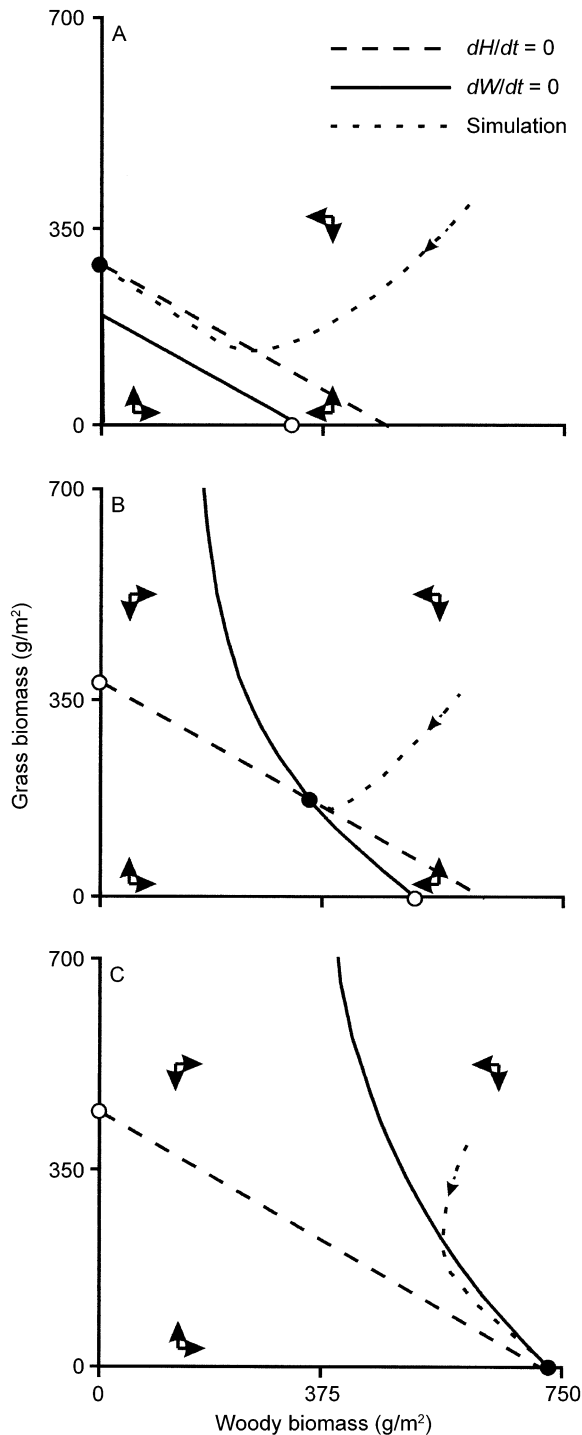 700
A
dH/dt = 0
dW/dt = 0
Simulation
350
0
700
B
350
0
Grass biomass (g/m²)
700
C
350
0
0
375
750
Woody biomass (g/m²)